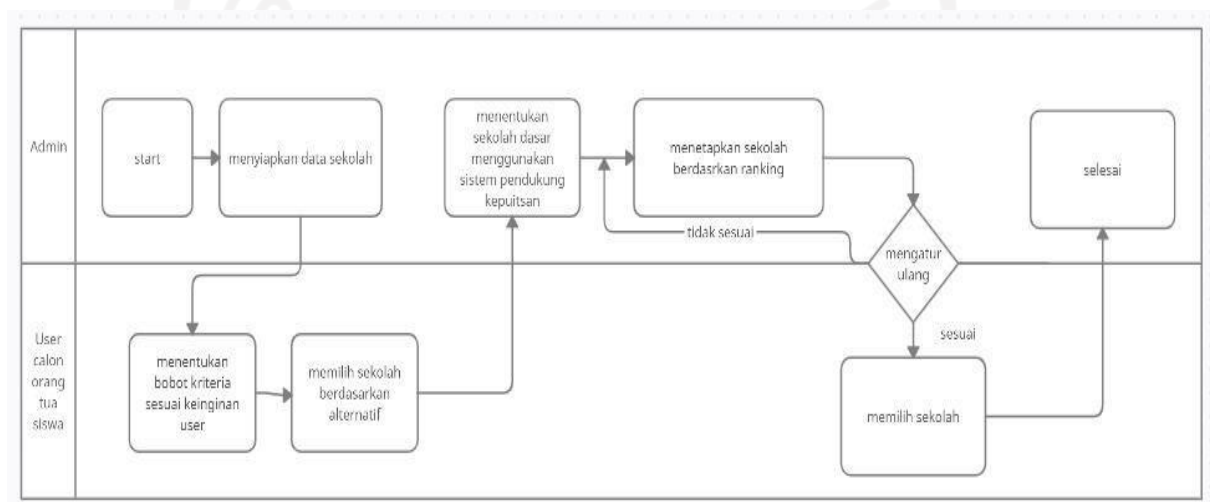 Admin
start
menyiapkan data sekolah
menentukan
sekolah dasar
menggunakan
sistem pendukung
kepuitsan
menetapkan sekolah
berdasrkan ranking
selesai
tidak sesuai
mengatur
ulang
User
calon
orang
tua
siswa
menentukan
bobot kriteria
sesuai keinginan
user
memilih sekolah
berdasarkan
alternatif
sesuai
memilih sekolah